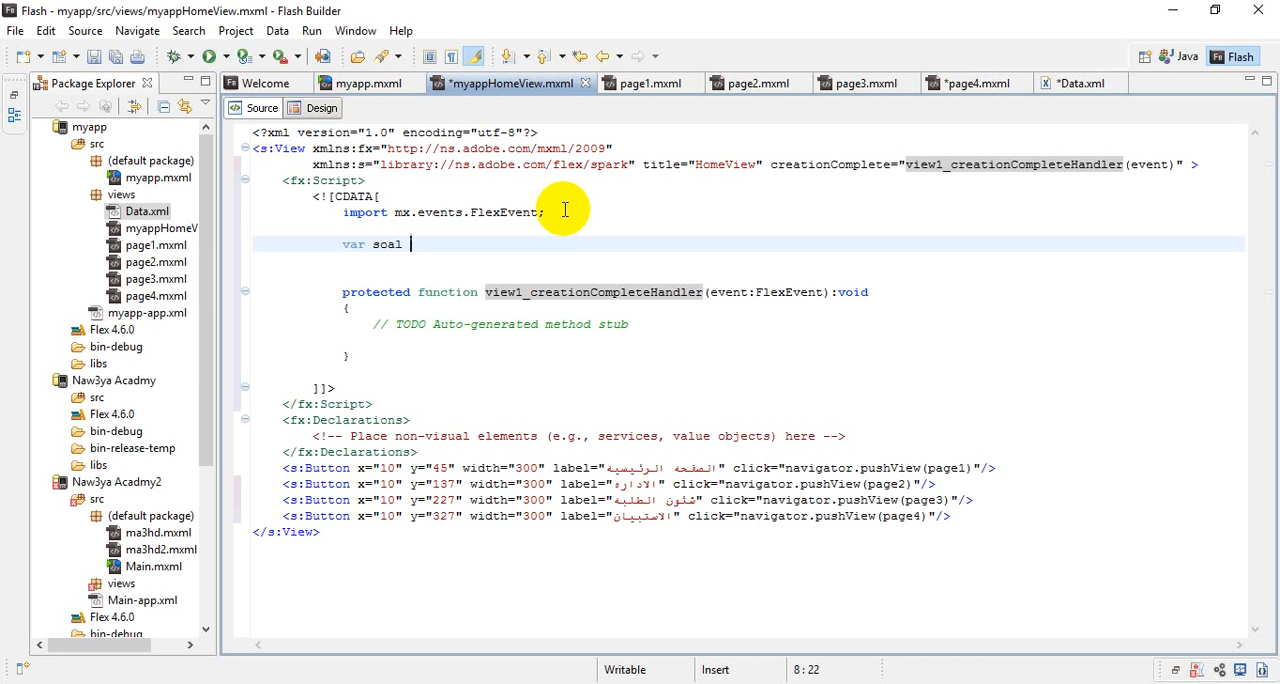 Flash - myapp/src/views/myappHomeView.mxml - Flash Builder
File Edit Source Navigate Search Project Data Run Window Help
Java Flash
Package Explorer Welcome myapp.mxml *myappHomeView.mxml page1.mxml page2.mxml page3.mxml *page4.mxml *Data.xml
Source Design
myapp
src
(default package)
myapp.mxml
views
Data.xml
myappHomeV
page1.mxml
page2.mxml
page3.mxml
page4.mxml
myapp-app.xml
Flex 4.6.0
bin-debug
libs
Naw3ya Acadmy
src
Flex 4.6.0
bin-debug
bin-release-temp
libs
Naw3ya Acadmy2
src
(default package)
ma3hd.mxml
ma3hd2.mxml
Main.mxml
views
Main-app.xml
Flex 4.6.0
bin-debug
<?xml version="1.0" encoding="utf-8"?>
<s:View xmlns:fx="http://ns.adobe.com/mxml/2009"
xmlns:s="library://ns.adobe.com/flex/spark" title="HomeView" creationComplete="view1_creationCompleteHandler(event)" >
<fx:Script>
<![CDATA[
import mx.events.FlexEvent;
var soal
protected function view1_creationCompleteHandler(event:FlexEvent):void
{
// TODO Auto-generated method stub
}
]]>
</fx:Script>
<fx:Declarations>
<!-- Place non-visual elements (e.g., services, value objects) here -->
</fx:Declarations>
<s:Button x="10" y="45" width="300" label="الصفحة الرئيسية" click="navigator.pushView(page1)"/>
<s:Button x="10" y="137" width="300" label="الاداره" click="navigator.pushView(page2)"/>
<s:Button x="10" y="227" width="300" label="شئون الطلبة" click="navigator.pushView(page3)"/>
<s:Button x="10" y="327" width="300" label="الاستبيان" click="navigator.pushView(page4)"/>
</s:View>
Writable Insert 8:22